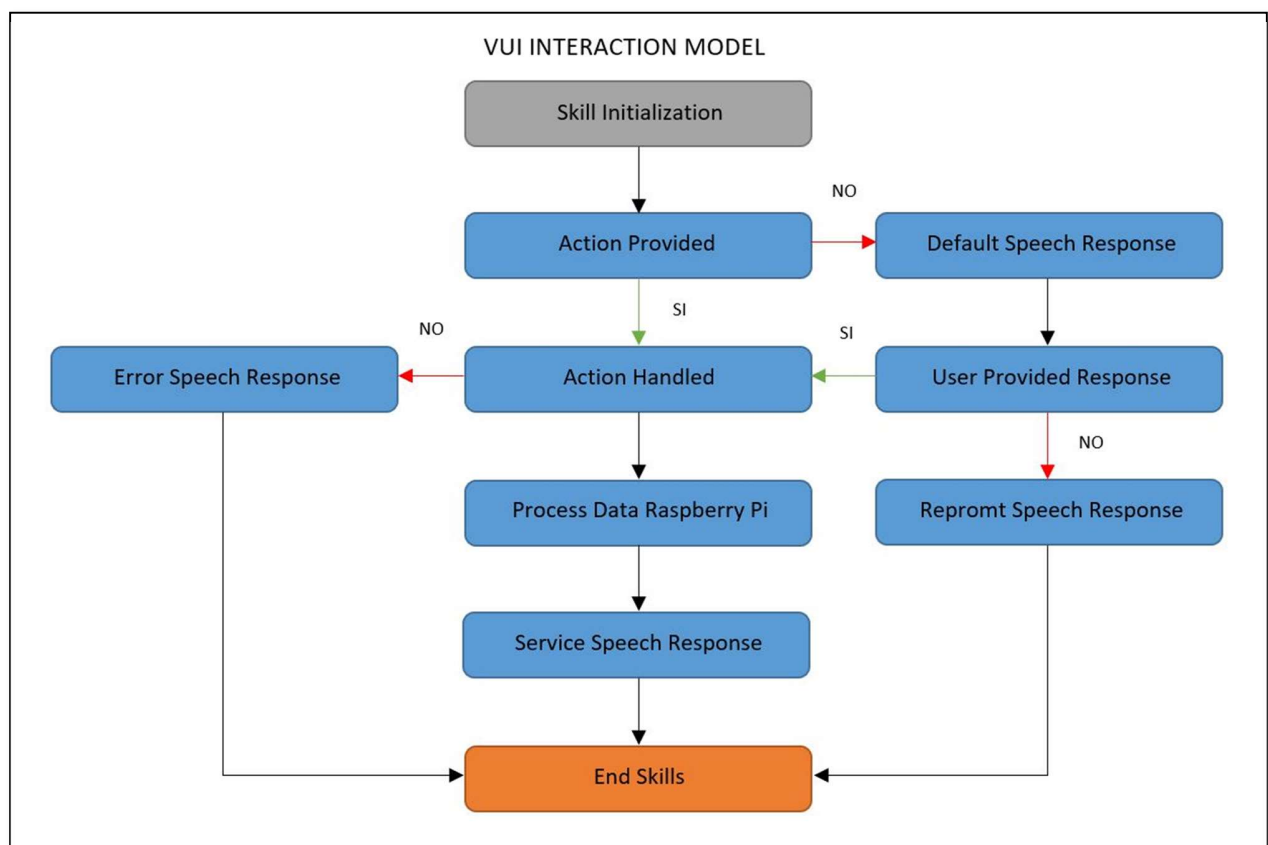 VUI INTERACTION MODEL
Skill Initialization
NO
Action Provided
Default Speech Response
SI
NO
SI
Error Speech Response
Action Handled
User Provided Response
NO
Process Data Raspberry Pi
Repromt Speech Response
Service Speech Response
End Skills